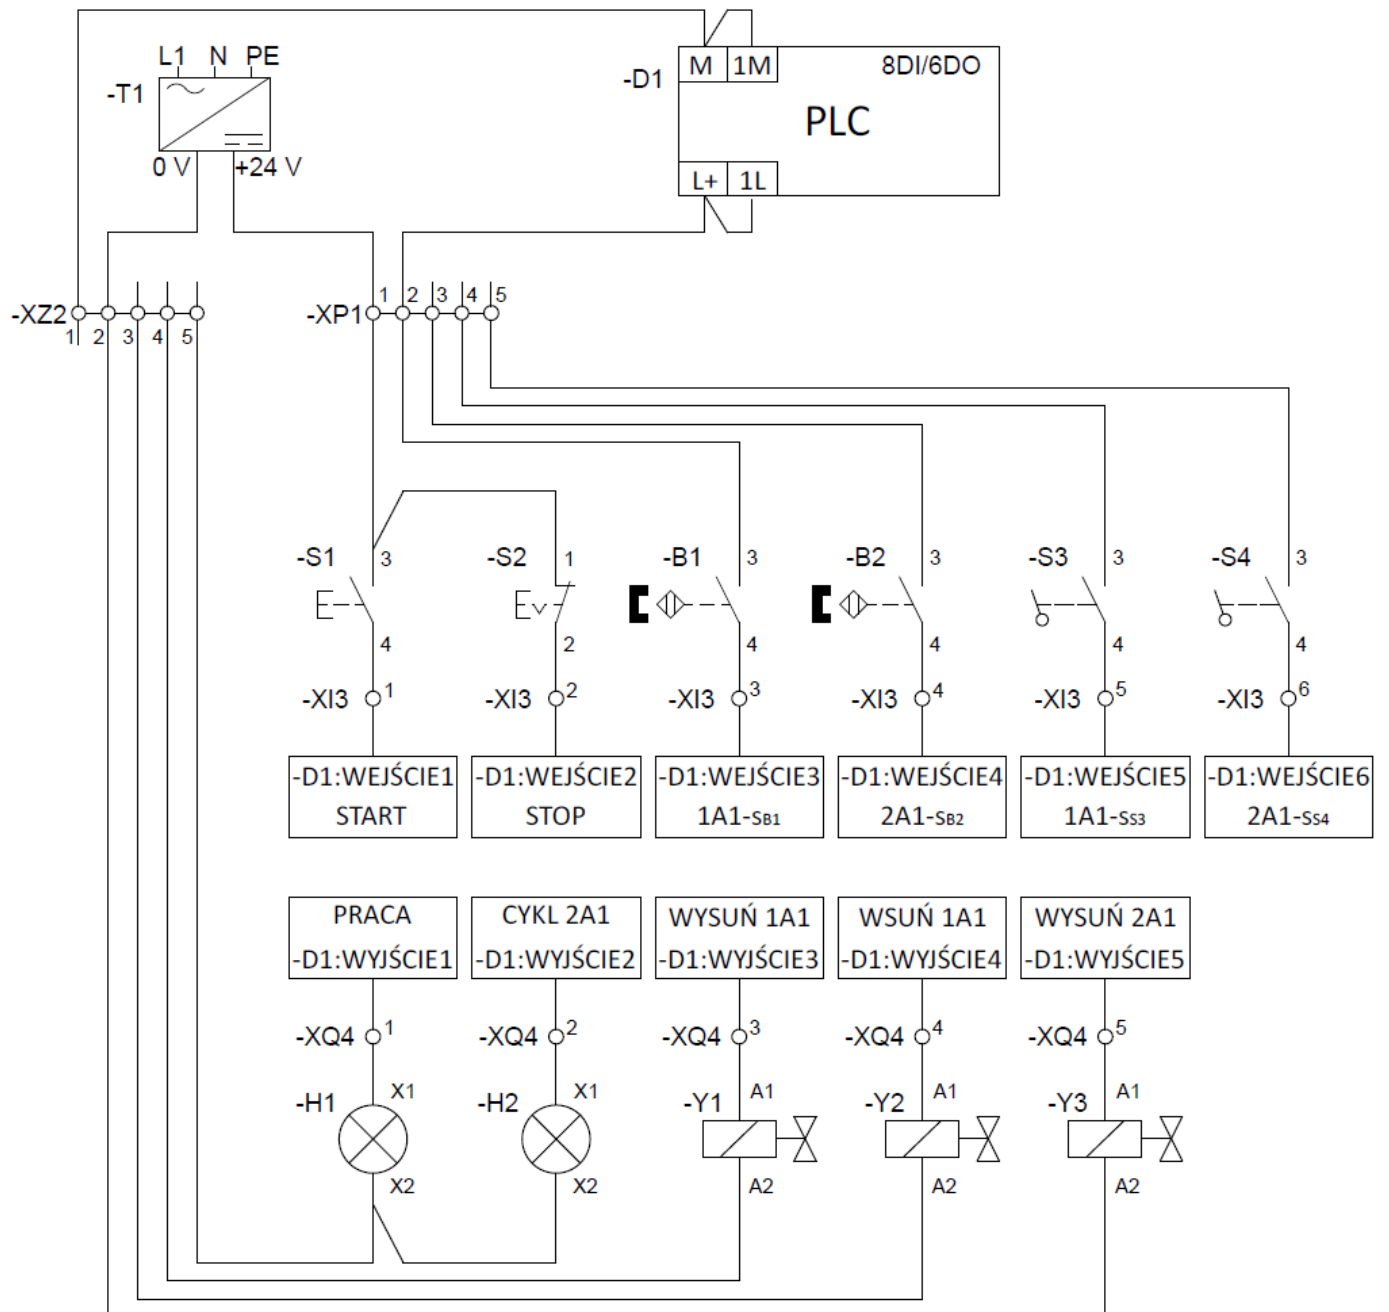 L1 N PE
-T1
0 V +24 V
-D1
M 1M 8DI/6DO
PLC
L+ 1L
-XZ2
1 2 3 4 5
-XP1
1 2 3 4 5
-S1 3 4
-S2 1 2
-B1 3 4
-B2 3 4
-S3 3 4
-S4 3 4
-XI3 1
-XI3 2
-XI3 3
-XI3 4
-XI3 5
-XI3 6
-D1:WEJŚCIE1
START
-D1:WEJŚCIE2
STOP
-D1:WEJŚCIE3
1A1-SB1
-D1:WEJŚCIE4
2A1-SB2
-D1:WEJŚCIE5
1A1-SS3
-D1:WEJŚCIE6
2A1-SS4
PRACA
-D1:WYJŚCIE1
CYKL 2A1
-D1:WYJŚCIE2
WYSUŃ 1A1
-D1:WYJŚCIE3
WSUŃ 1A1
-D1:WYJŚCIE4
WYSUŃ 2A1
-D1:WYJŚCIE5
-XQ4 1
-XQ4 2
-XQ4 3
-XQ4 4
-XQ4 5
-H1 X1 X2
-H2 X1 X2
-Y1 A1 A2
-Y2 A1 A2
-Y3 A1 A2